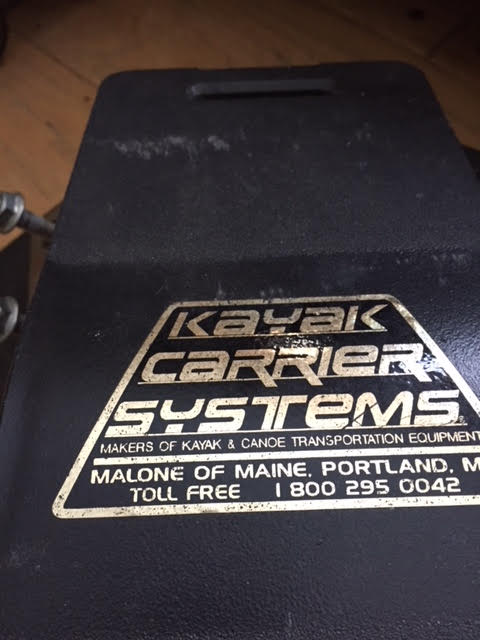 KAYAK
CARRIER
SYSTEMS
MAKERS OF KAYAK & CANOE TRANSPORTATION EQUIPMENT
MALONE OF MAINE, PORTLAND, M
TOLL FREE 1 800 295 0042